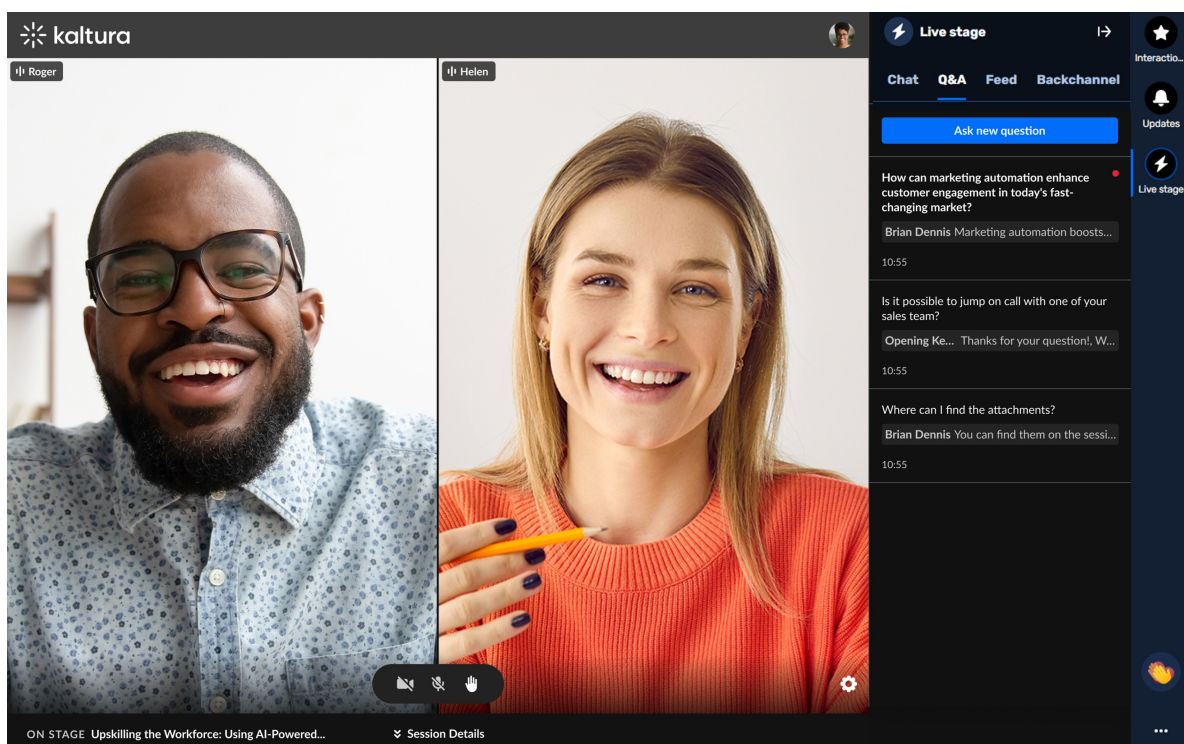 kaltura
Roger
Helen
Live stage
Chat Q&A Feed Backchannel
Ask new question
How can marketing automation enhance
customer engagement in today's fast-
changing market?
Brian Dennis Marketing automation boosts...
10:55
Is it possible to jump on call with one of your
sales team?
Opening Ke... Thanks for your question!, W...
10:55
Where can I find the attachments?
Brian Dennis You can find them on the sessi...
10:55
Interactio...
Updates
Live stage
ON STAGE Upskilling the Workforce: Using AI-Powered...
Session Details